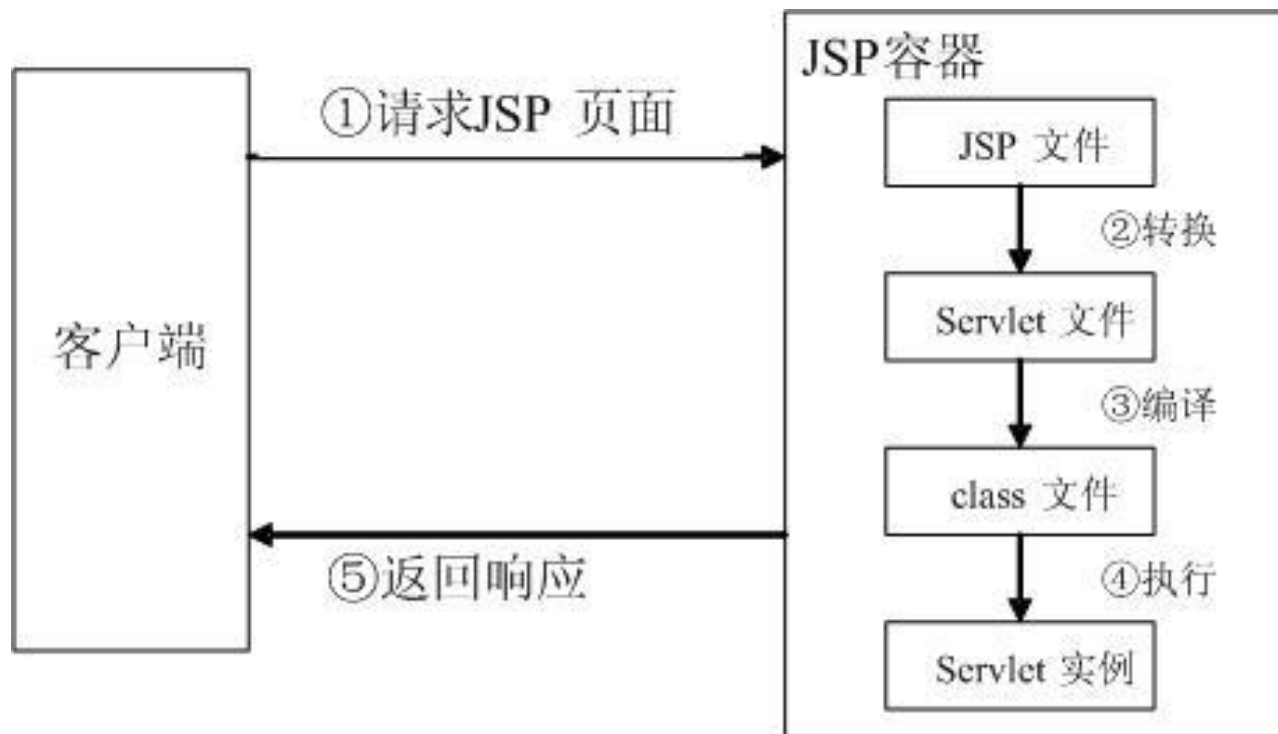 JSP容器
①请求JSP 页面
JSP 文件
②转换
Servlet 文件
客户端
③编译
class 文件
⑤返回响应
④执行
Servlet 实例